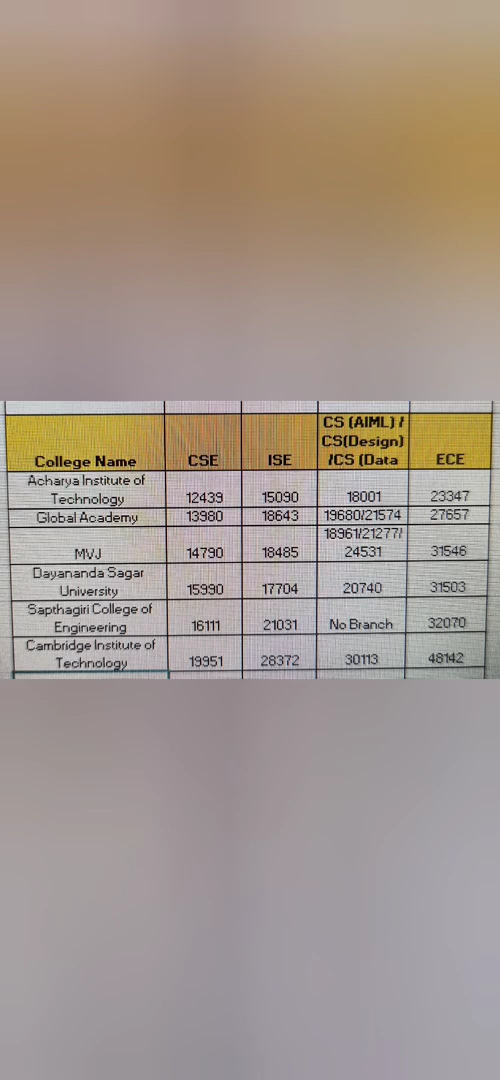 CS (AIML) /
CS(Design)
College Name CSE ISE /CS (Data ECE
Acharya Institute of
Technology 12439 15090 18001 23347
Global Academy 13980 18643 19680/21574 27657
18961/21277/
MVJ 14790 18485 24531 31546
Dayananda Sagar
University 15990 17704 20740 31503
Sapthagiri College of
Engineering 16111 21031 No Branch 32070
Cambridge Institute of
Technology 19951 28372 30113 48142